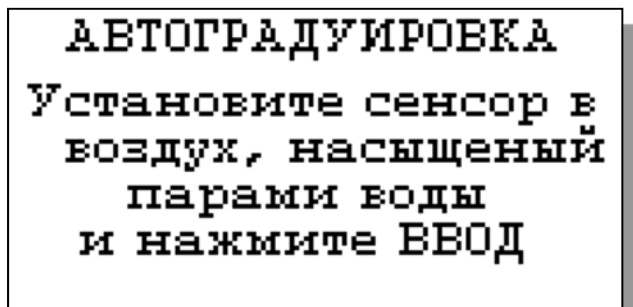 АВТОГРАДУИРОВКА
Установите сенсор в
воздух, насыщеный
парами воды
и нажмите ВВОД